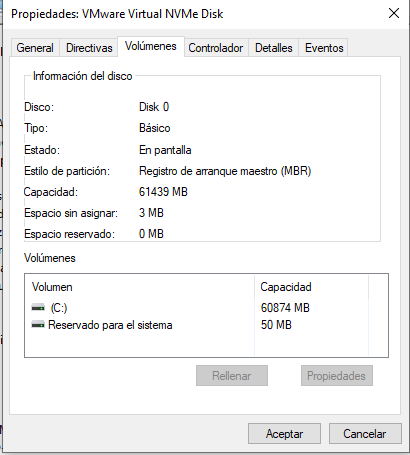 Propiedades: VMware Virtual NVMe Disk
General Directivas Volúmenes Controlador Detalles Eventos
Información del disco
Disco: Disk 0
Tipo: Básico
Estado: En pantalla
Estilo de partición: Registro de arranque maestro (MBR)
Capacidad: 61439 MB
Espacio sin asignar: 3 MB
Espacio reservado: 0 MB
Volúmenes
Volumen Capacidad
(C:) 60874 MB
Reservado para el sistema 50 MB
Rellenar Propiedades
Aceptar Cancelar